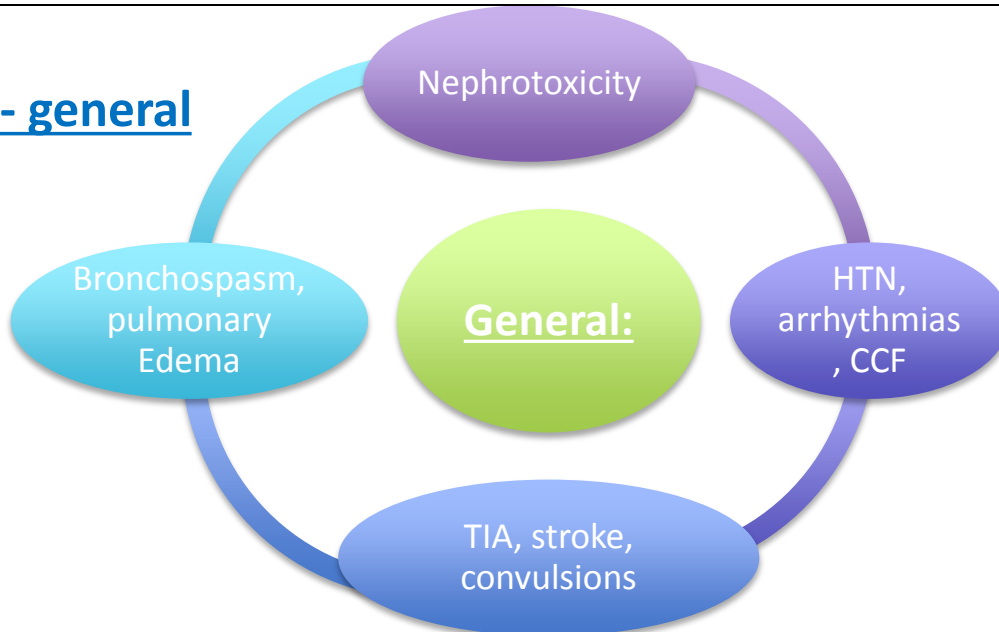 - general
Nephrotoxicity
Bronchospasm,
pulmonary
Edema
General:
HTN,
arrhythmias
, CCF
TIA, stroke,
convulsions